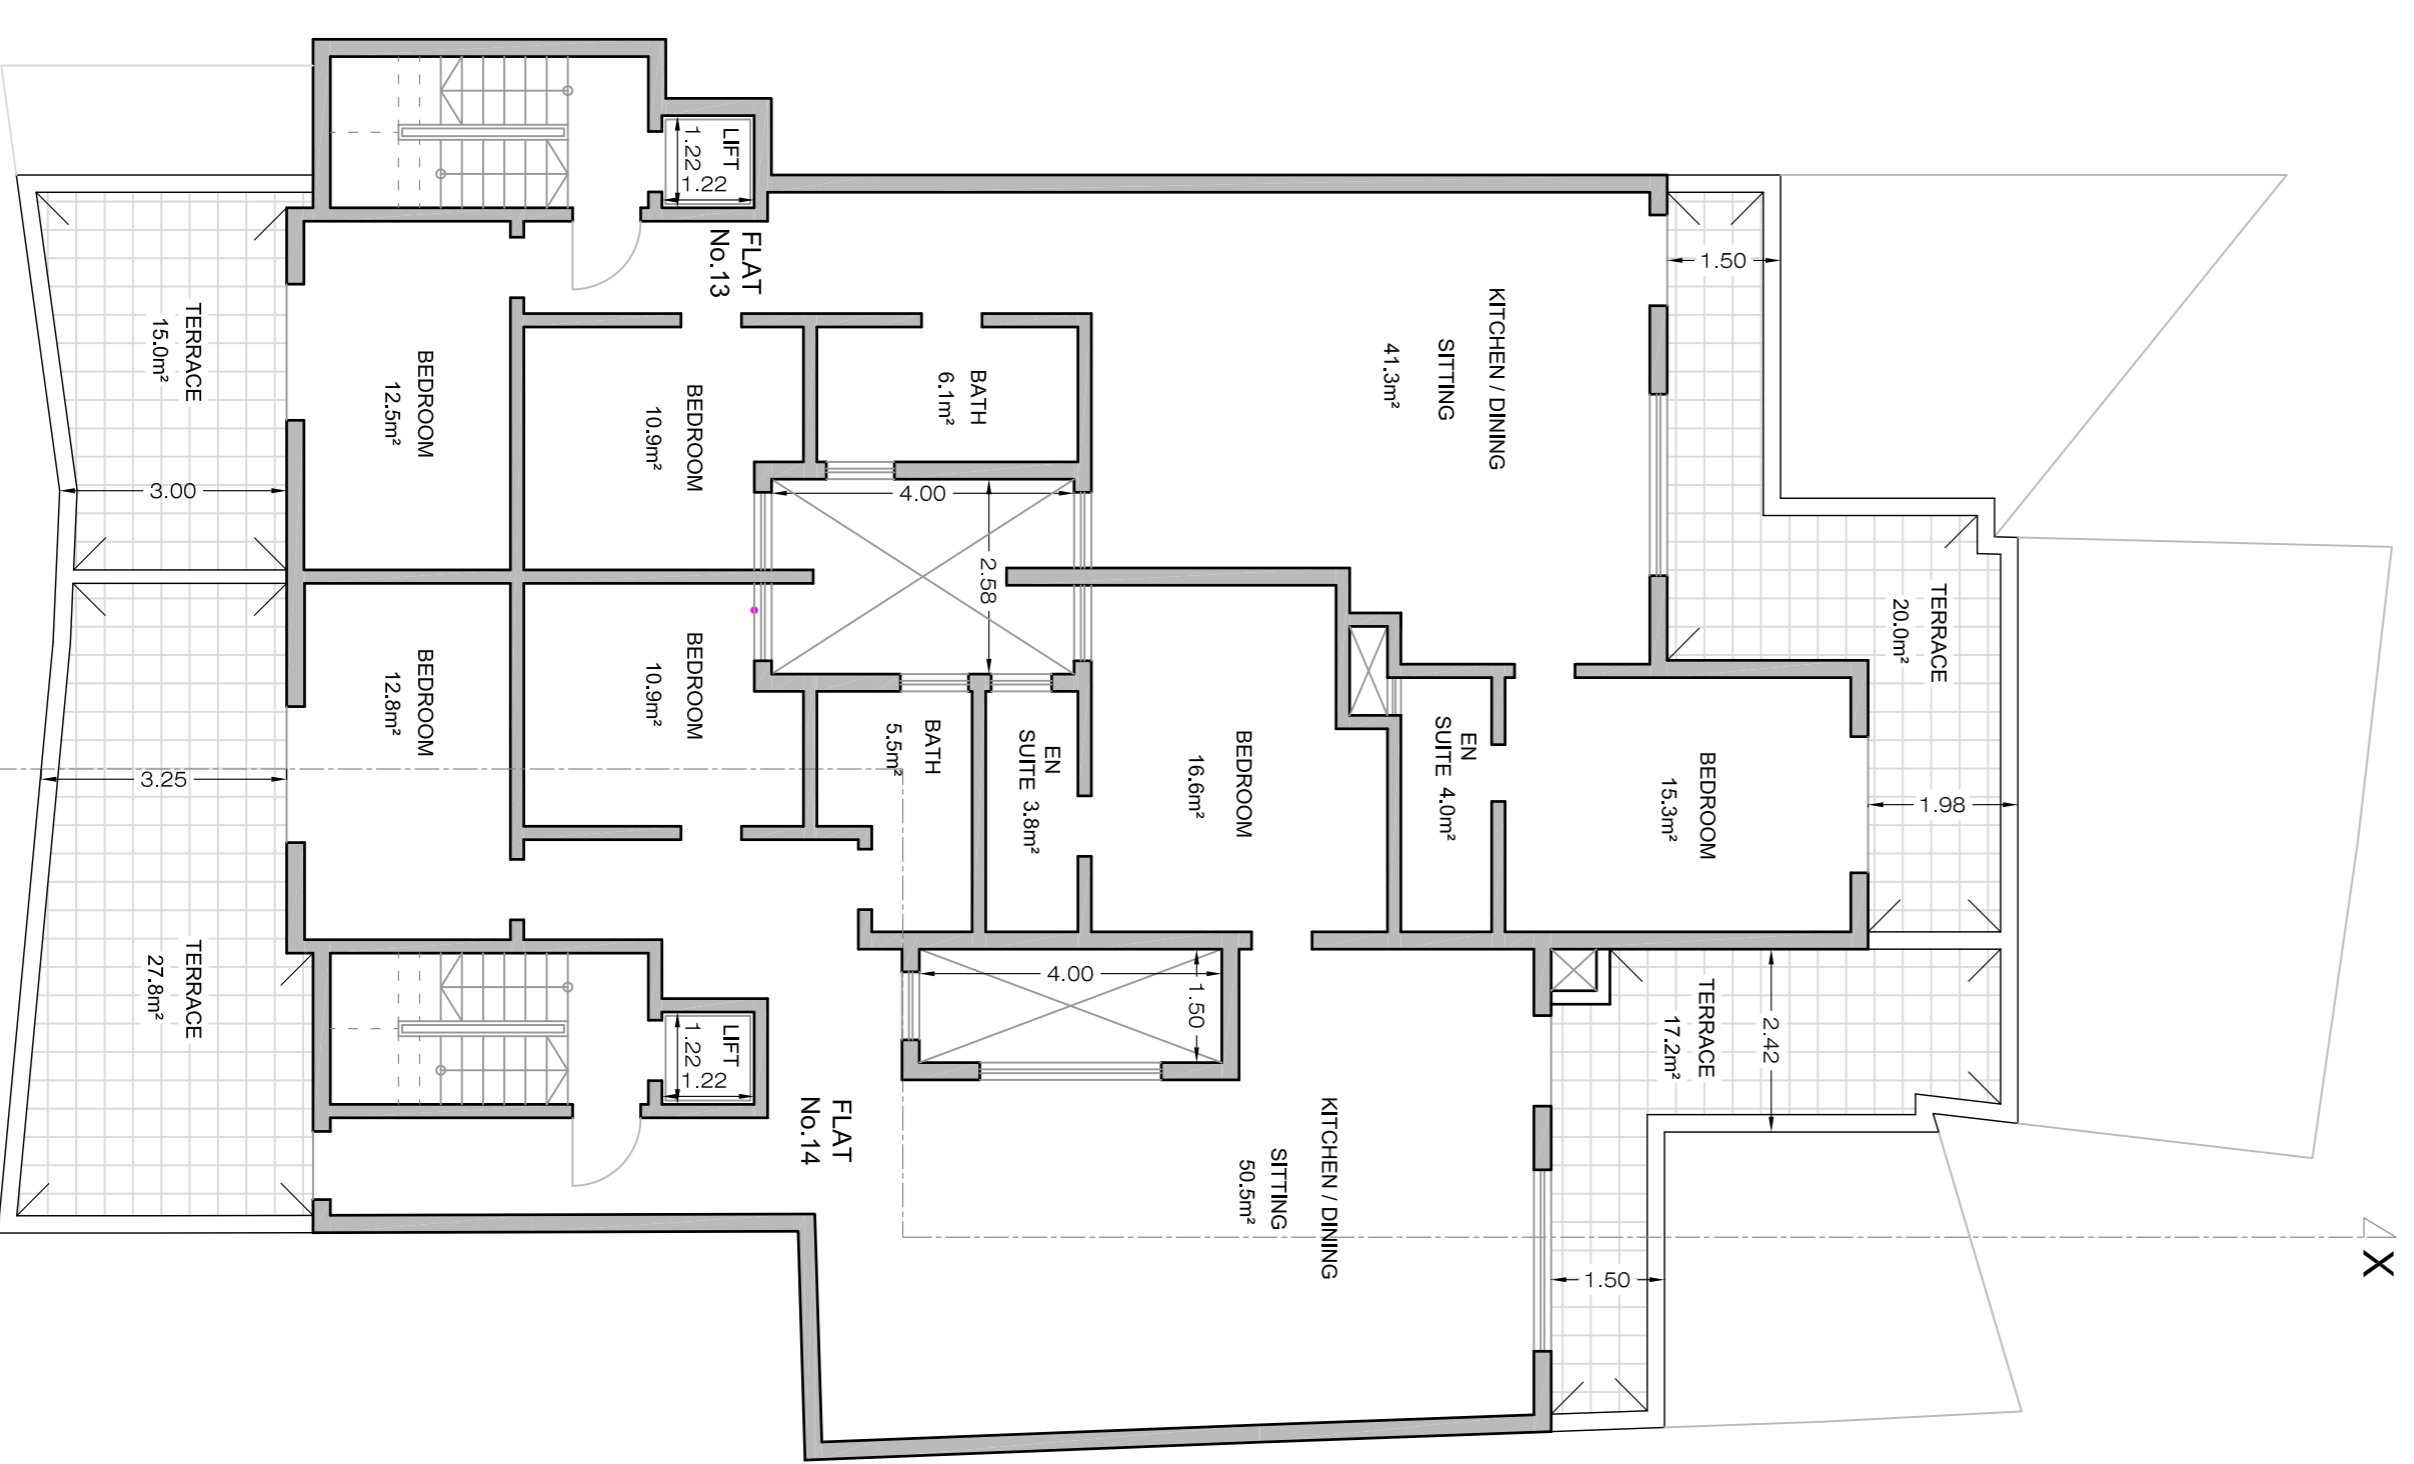 LIFT
1.22
1.22
FLAT
No.13
1.50
KITCHEN / DINING
SITTING
41.3m²
TERRACE
15.0m²
3.00
BEDROOM
12.5m²
BEDROOM
10.9m²
BATH
6.1m²
4.00
2.58
TERRACE
20.0m²
1.98
BEDROOM
15.3m²
EN
SUITE 4.0m²
BEDROOM
16.6m²
EN
SUITE 3.8m²
BATH
5.5m²
BEDROOM
10.9m²
BEDROOM
12.8m²
3.25
TERRACE
27.8m²
LIFT
1.22
1.22
FLAT
No.14
4.00
1.50
KITCHEN / DINING
SITTING
50.5m²
TERRACE
17.2m²
2.42
1.50
X